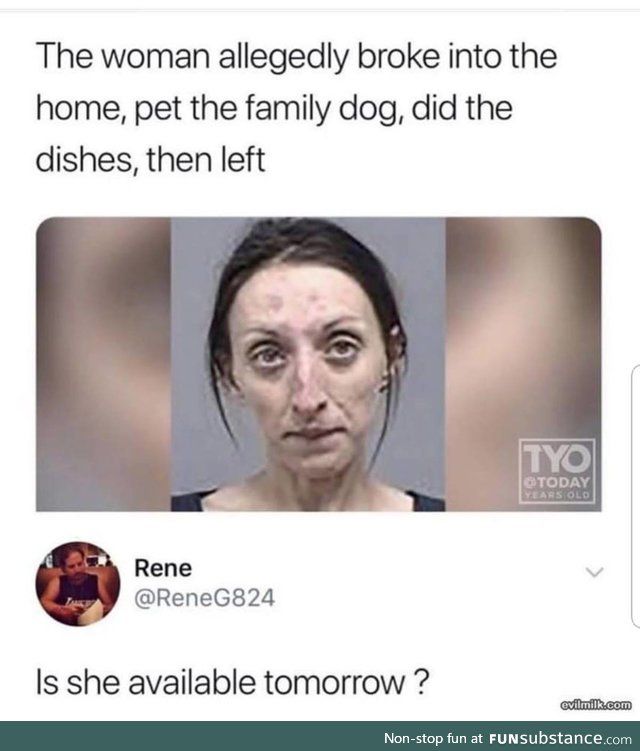 The woman allegedly broke into the
home, pet the family dog, did the
dishes, then left
TYO
@TODAY
YEARS OLD
Rene
@ReneG824
Is she available tomorrow ?
evilmilk.com
Non-stop fun at FUNsubstance.com